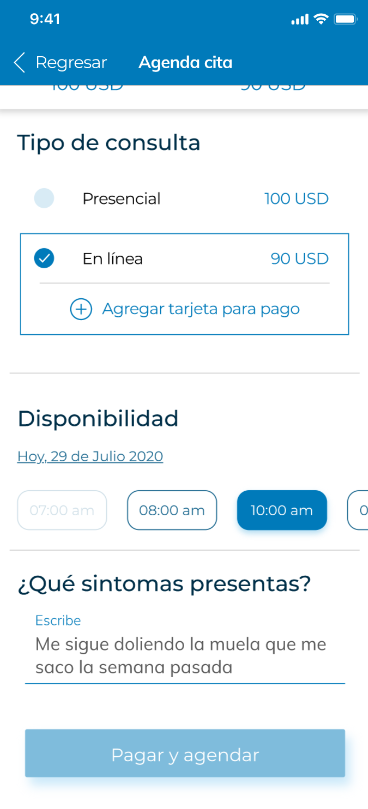 9:41
Regresar Agenda cita
100 USD 90 USD
Tipo de consulta
Presencial 100 USD
En línea 90 USD
Agregar tarjeta para pago
Disponibilidad
Hoy, 29 de Julio 2020
07:00 am 08:00 am 10:00 am
¿Qué sintomas presentas?
Escribe
Me sigue doliendo la muela que me
saco la semana pasada
Pagar y agendar